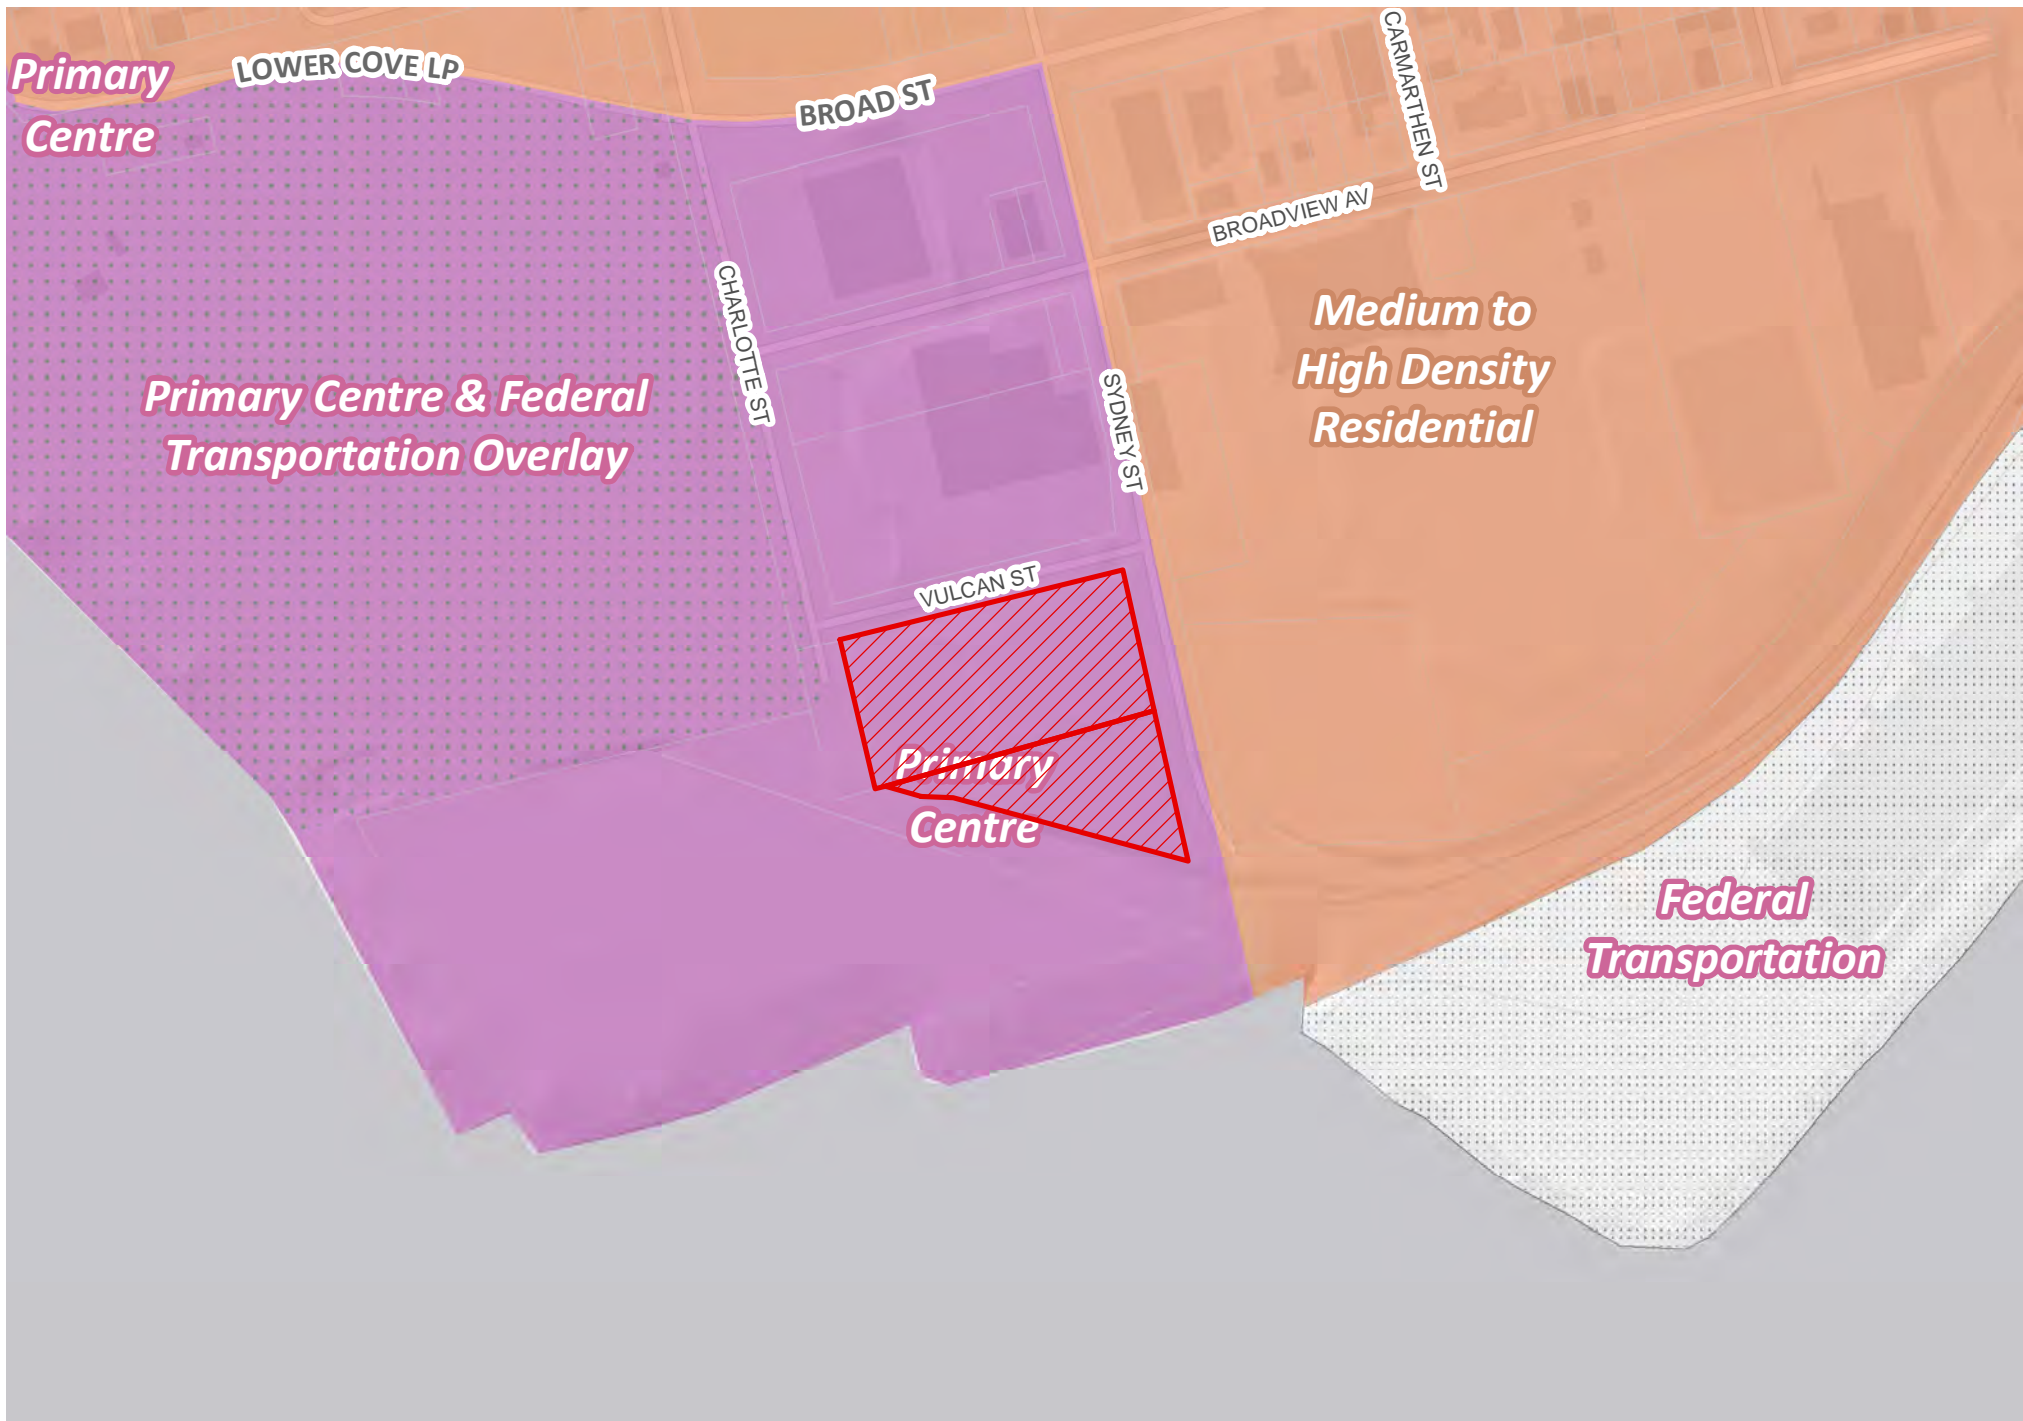 Primary
Centre
LOWER COVE LP
BROAD ST
CARMARTHEN ST
BROADVIEW AV
CHARLOTTE ST
Medium to
High Density
Residential
Primary Centre & Federal
Transportation Overlay
SYDNEY ST
VULCAN ST
Primary
Centre
Federal
Transportation